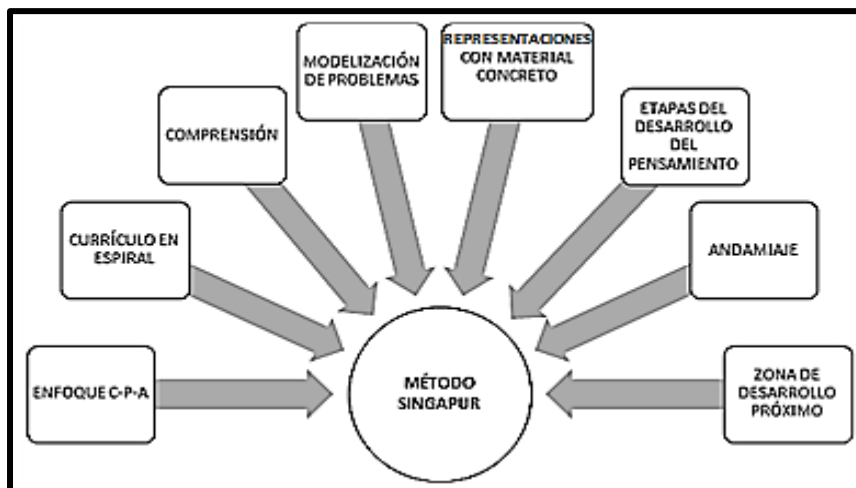 REPRESENTACIONES
CON MATERIAL
CONCRETO
MODELIZACIÓN
DE PROBLEMAS
ETAPAS DEL
DESARROLLO
DEL
PENSAMIENTO
COMPRENSIÓN
CURRÍCULO EN
ESPIRAL
ANDAMIAJE
ENFOQUE C-P-A
MÉTODO
SINGAPUR
ZONA DE
DESARROLLO
PRÓXIMO